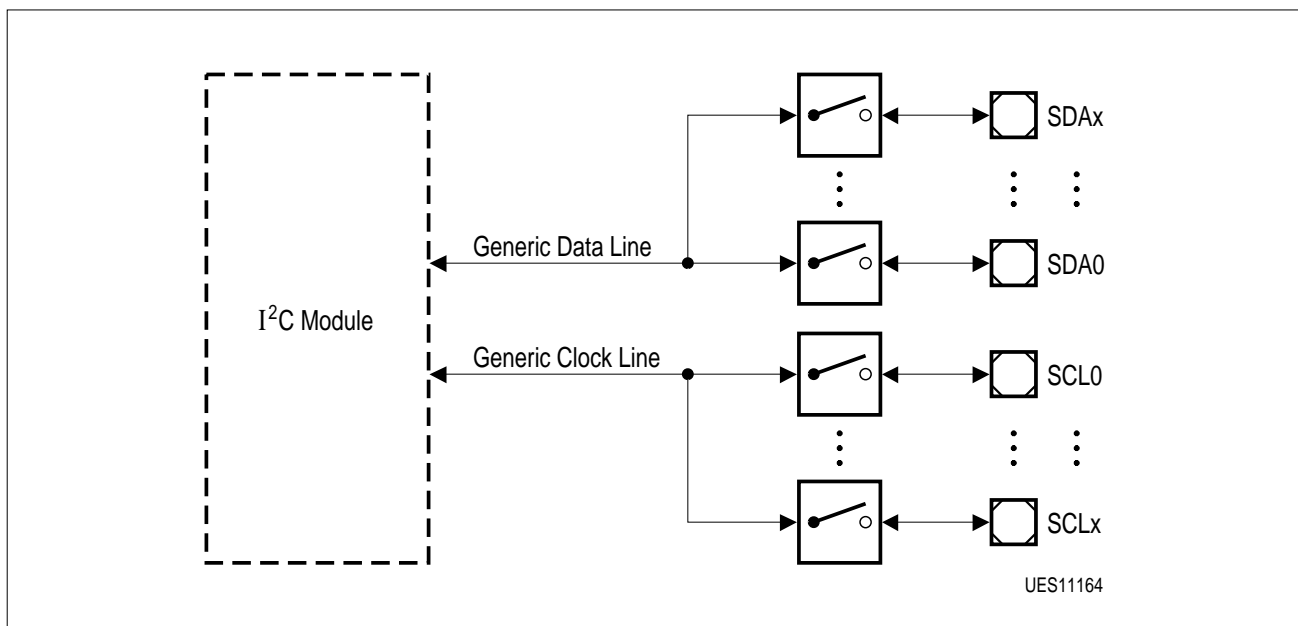 SDAx
Generic Data Line
SDA0
I²C Module
Generic Clock Line
SCL0
SCLx
UES11164